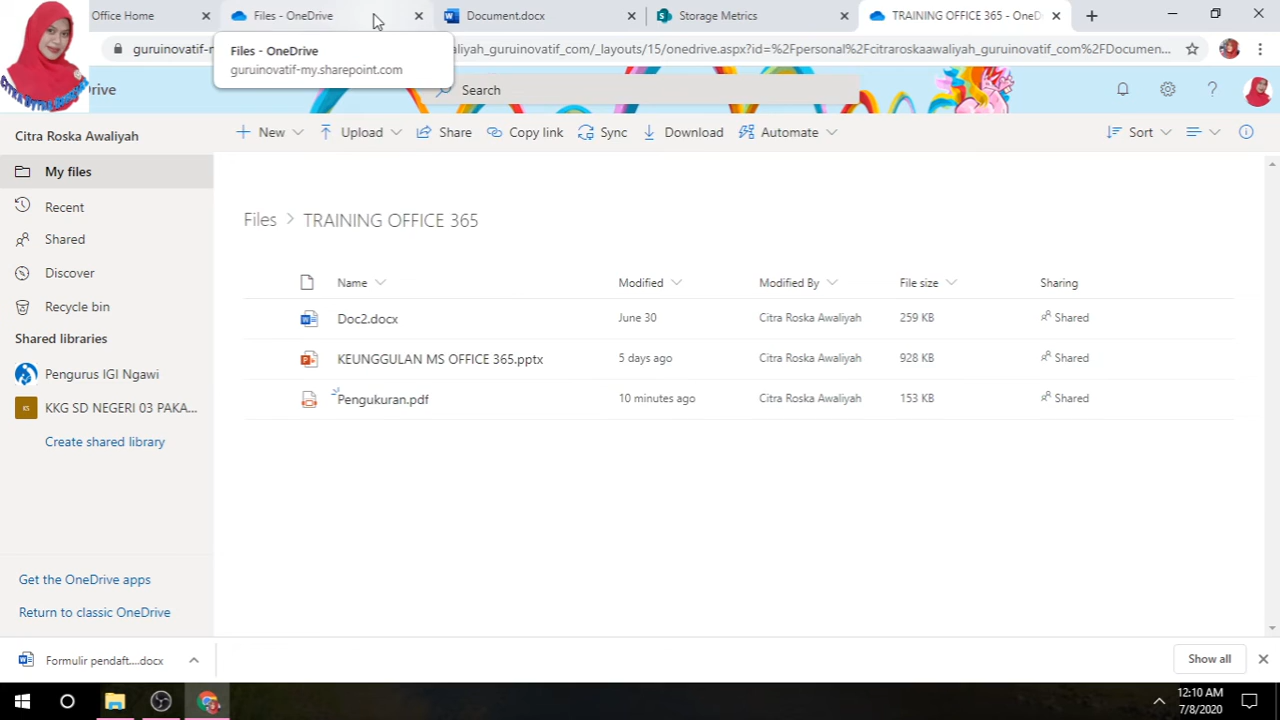 Office Home
Files - OneDrive
Document.docx
Storage Metrics
TRAINING OFFICE 365 - OneD
Files - OneDrive
guruinovatif-my.sharepoint.com
aliyah_guruinovatif_com/_layouts/15/onedrive.aspx?id=%2Fpersonal%2Fcitraroskaawaliyah_guruinovatif_com%2FDocumen...
Search
Citra Roska Awaliyah
New
Upload
Share
Copy link
Sync
Download
Automate
Sort
My files
Recent
Shared
Discover
Recycle bin
Shared libraries
Pengurus IGI Ngawi
KKG SD NEGERI 03 PAKA...
Create shared library
Get the OneDrive apps
Return to classic OneDrive
Files > TRAINING OFFICE 365
Name Modified Modified By File size Sharing
Doc2.docx June 30 Citra Roska Awaliyah 259 KB Shared
KEUNGGULAN MS OFFICE 365.pptx 5 days ago Citra Roska Awaliyah 928 KB Shared
Pengukuran.pdf 10 minutes ago Citra Roska Awaliyah 153 KB Shared
Formulir pendaft....docx
Show all
12:10 AM
7/8/2020